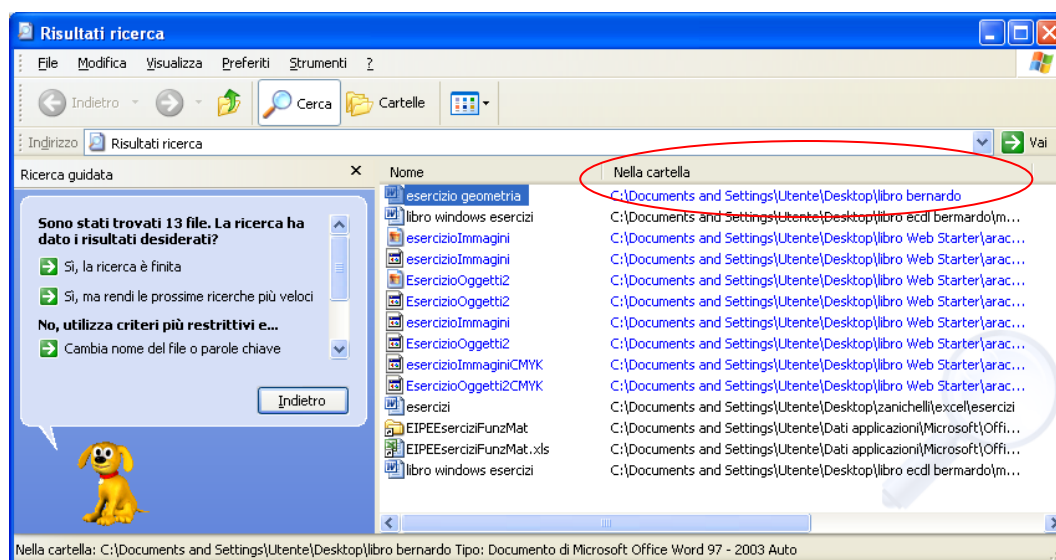 Risultati ricerca
File Modifica Visualizza Preferiti Strumenti ?
Indietro Cerca Cartelle
Indirizzo Risultati ricerca Vai
Ricerca guidata
Sono stati trovati 13 file. La ricerca ha
dato i risultati desiderati?
Sì, la ricerca è finita
Sì, ma rendi le prossime ricerche più veloci
No, utilizza criteri più restrittivi e...
Cambia nome del file o parole chiave
Indietro
Nome Nella cartella
esercizio geometria C:\Documents and Settings\Utente\Desktop\libro bernardo
libro windows esercizi C:\Documents and Settings\Utente\Desktop\libro ecdl bermardo\m...
esercizioImmagini C:\Documents and Settings\Utente\Desktop\libro Web Starter\arac...
esercizioImmagini C:\Documents and Settings\Utente\Desktop\libro Web Starter\arac...
EsercizioOggetti2 C:\Documents and Settings\Utente\Desktop\libro Web Starter\arac...
EsercizioOggetti2 C:\Documents and Settings\Utente\Desktop\libro Web Starter\arac...
esercizioImmagini C:\Documents and Settings\Utente\Desktop\libro Web Starter\arac...
EsercizioOggetti2 C:\Documents and Settings\Utente\Desktop\libro Web Starter\arac...
esercizioImmaginiCMYK C:\Documents and Settings\Utente\Desktop\libro Web Starter\arac...
EsercizioOggetti2CMYK C:\Documents and Settings\Utente\Desktop\libro Web Starter\arac...
esercizi C:\Documents and Settings\Utente\Desktop\zanichelli\excel\esercizi
EIPEEserciziFunzMat C:\Documents and Settings\Utente\Dati applicazioni\Microsoft\Offi...
EIPEEserciziFunzMat.xls C:\Documents and Settings\Utente\Dati applicazioni\Microsoft\Offi...
libro windows esercizi C:\Documents and Settings\Utente\Desktop\libro ecdl bermardo\m...
Nella cartella: C:\Documents and Settings\Utente\Desktop\libro bernardo Tipo: Documento di Microsoft Office Word 97 - 2003 Auto